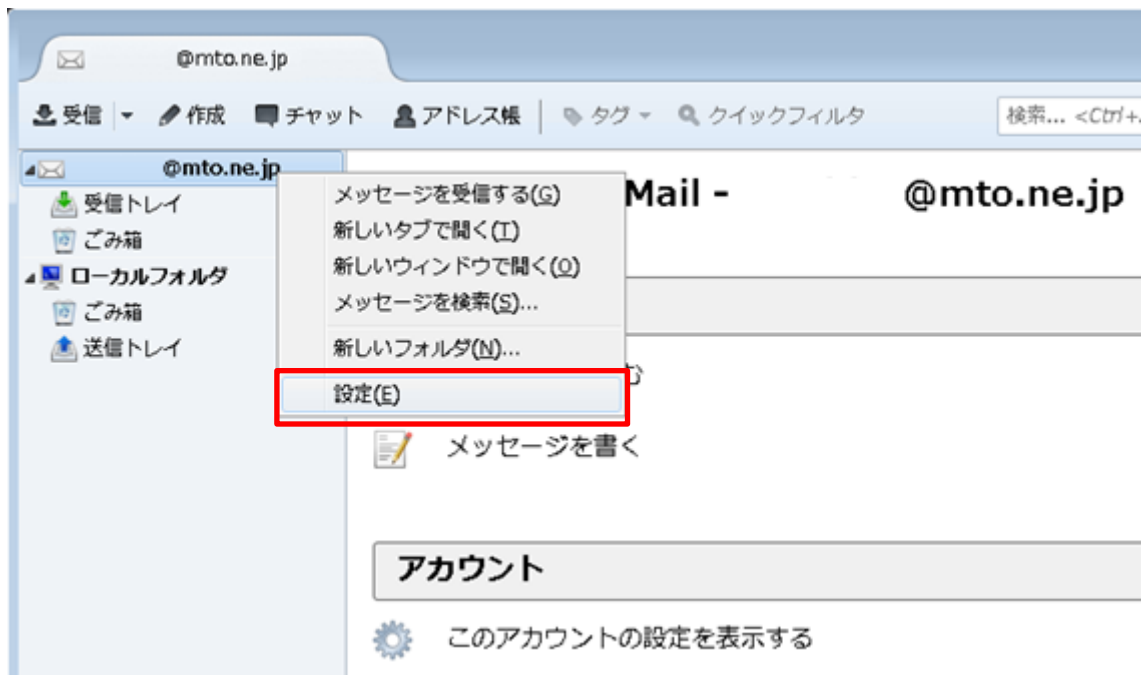 @mto.ne.jp
受信 作成 チャット アドレス帳 タグ クイックフィルタ 検索... <Ctrl+
@mto.ne.jp
受信トレイ
ごみ箱
ローカルフォルダ
ごみ箱
送信トレイ
メッセージを受信する(G)
新しいタブで開く(T)
新しいウィンドウで開く(O)
メッセージを検索(S)...
新しいフォルダ(N)...
設定(E)
Mail - @mto.ne.jp
む
メッセージを書く
アカウント
このアカウントの設定を表示する